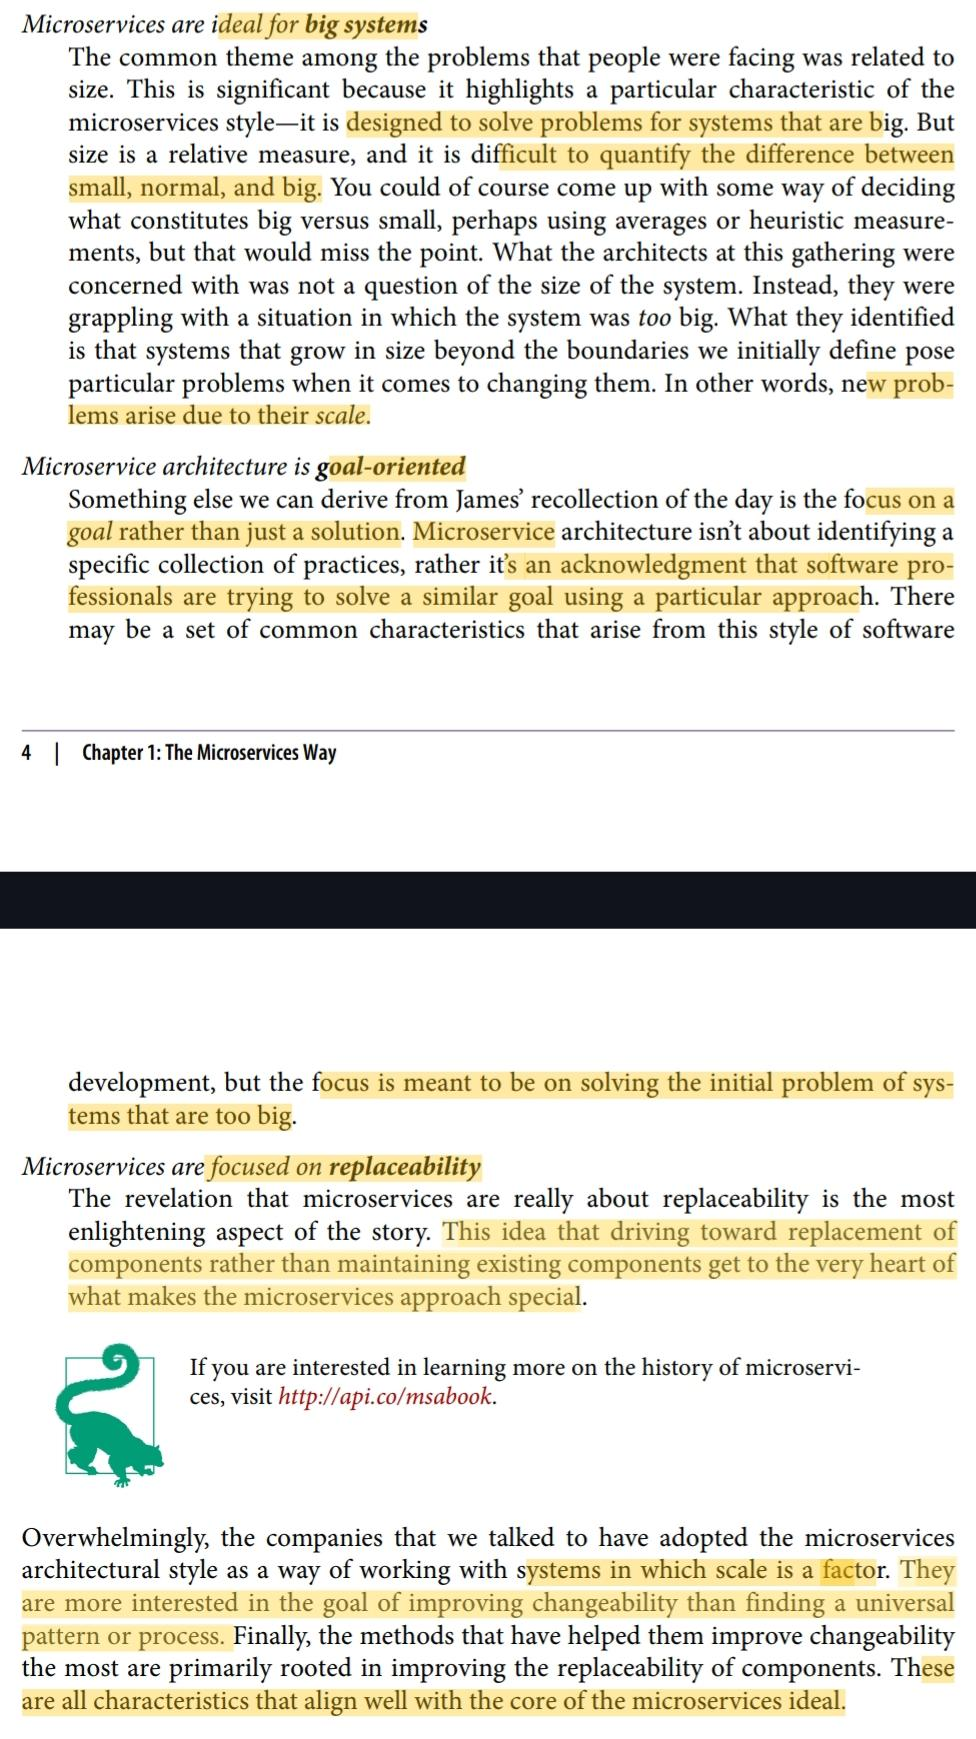 Microservices are ideal for big systems
The common theme among the problems that people were facing was related to
size. This is significant because it highlights a particular characteristic of the
microservices style—it is designed to solve problems for systems that are big. But
size is a relative measure, and it is difficult to quantify the difference between
small, normal, and big. You could of course come up with some way of deciding
what constitutes big versus small, perhaps using averages or heuristic measure-
ments, but that would miss the point. What the architects at this gathering were
concerned with was not a question of the size of the system. Instead, they were
grappling with a situation in which the system was too big. What they identified
is that systems that grow in size beyond the boundaries we initially define pose
particular problems when it comes to changing them. In other words, new prob-
lems arise due to their scale.
Microservice architecture is goal-oriented
Something else we can derive from James’ recollection of the day is the focus on a
goal rather than just a solution. Microservice architecture isn’t about identifying a
specific collection of practices, rather it’s an acknowledgment that software pro-
fessionals are trying to solve a similar goal using a particular approach. There
may be a set of common characteristics that arise from this style of software
4 | Chapter 1: The Microservices Way
development, but the focus is meant to be on solving the initial problem of sys-
tems that are too big.
Microservices are focused on replaceability
The revelation that microservices are really about replaceability is the most
enlightening aspect of the story. This idea that driving toward replacement of
components rather than maintaining existing components get to the very heart of
what makes the microservices approach special.
If you are interested in learning more on the history of microservi-
ces, visit http://api.co/msabook.
Overwhelmingly, the companies that we talked to have adopted the microservices
architectural style as a way of working with systems in which scale is a factor. They
are more interested in the goal of improving changeability than finding a universal
pattern or process. Finally, the methods that have helped them improve changeability
the most are primarily rooted in improving the replaceability of components. These
are all characteristics that align well with the core of the microservices ideal.